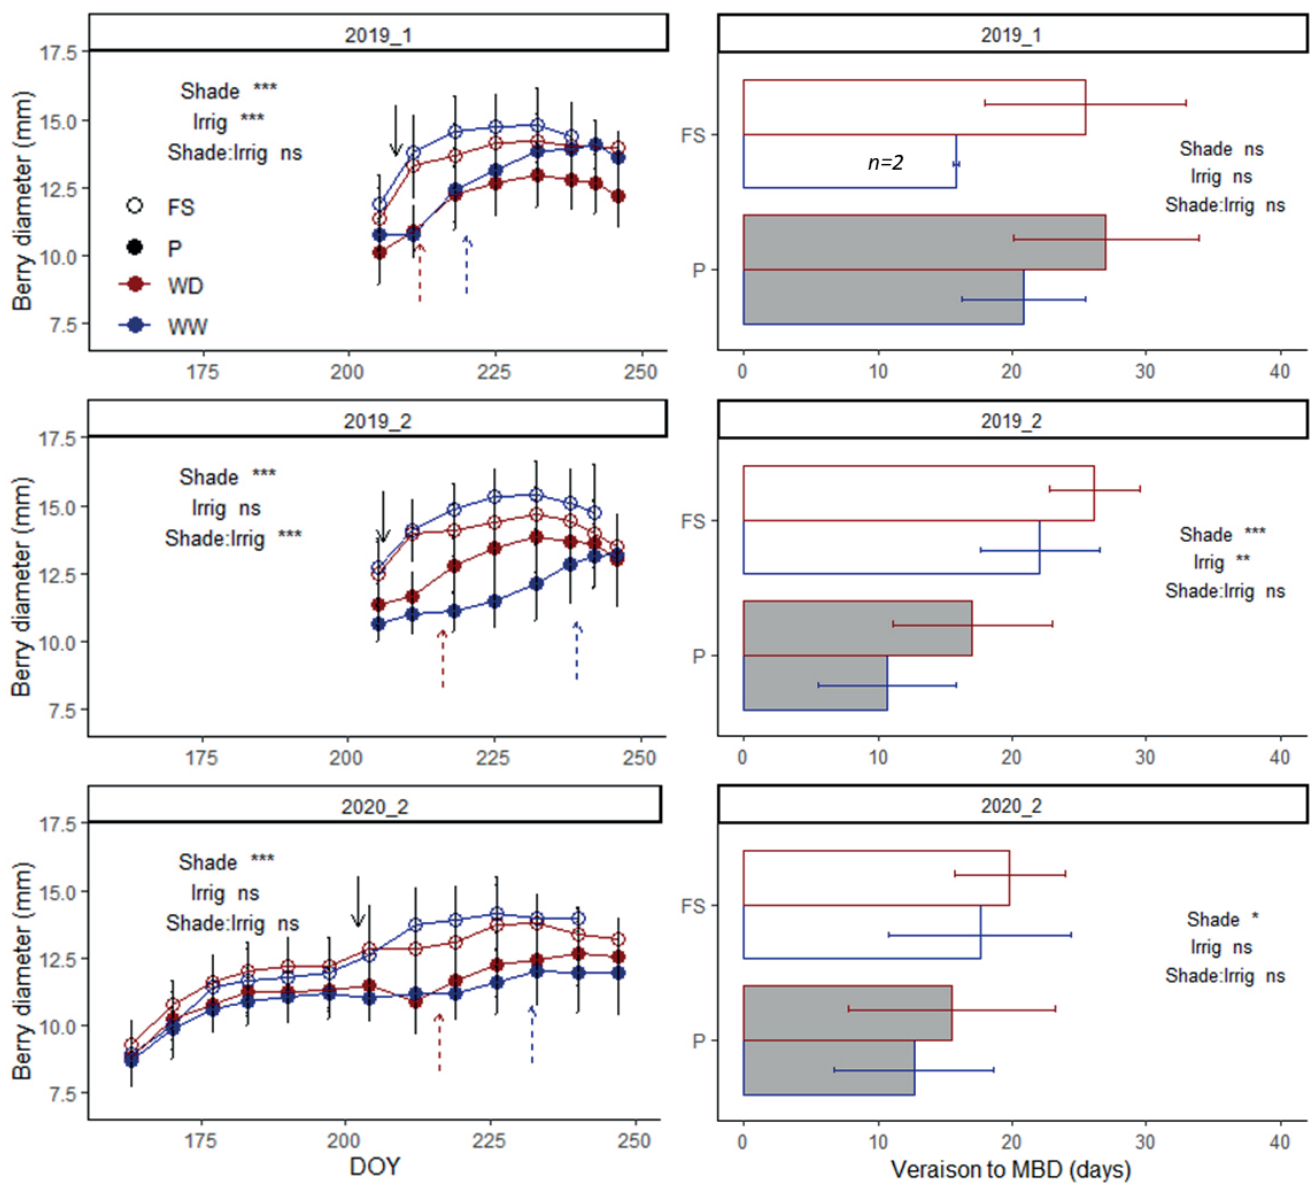 2019_1
17.5
15.0
12.5
10.0
7.5
Berry diameter (mm)
Shade ***
Irrig ***
Shade:Irrig ns
FS
P
WD
WW
175 200 225 250
2019_1
FS
P
n=2
Shade ns
Irrig ns
Shade:Irrig ns
0 10 20 30 40
2019_2
17.5
15.0
12.5
10.0
7.5
Berry diameter (mm)
Shade ***
Irrig ns
Shade:Irrig ***
175 200 225 250
2019_2
FS
P
Shade ***
Irrig **
Shade:Irrig ns
0 10 20 30 40
2020_2
17.5
15.0
12.5
10.0
7.5
Berry diameter (mm)
Shade ***
Irrig ns
Shade:Irrig ns
175 200 225 250
DOY
2020_2
FS
P
Shade *
Irrig ns
Shade:Irrig ns
0 10 20 30 40
Veraison to MBD (days)